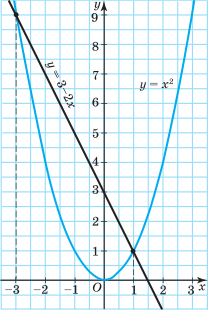 y
9
8
7
6
5
4
3
2
1
y = 3–2x
y = x²
O
–3 –2 –1 1 2 3 x